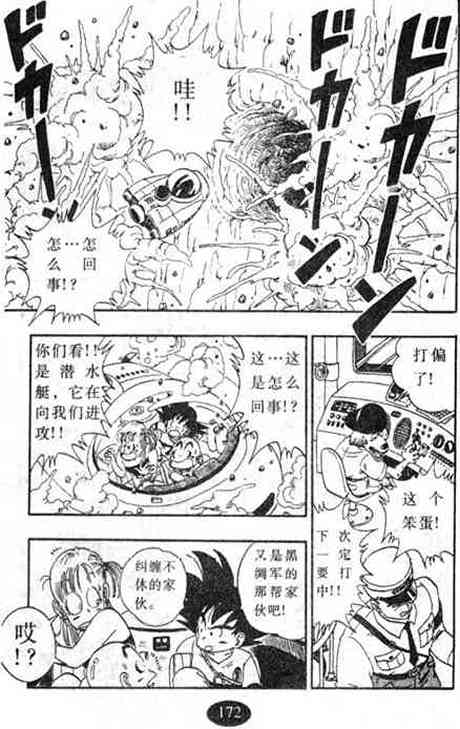 ドカーン
ドカーン
ドカー
哇!!
怎…怎
么回
事!?
打偏
了!
这个
笨蛋!
下次
一定
要打
中!!
这…这
是怎么
回事!?
你们看!!
是潜水
艇,它在
向我们进
攻!!
又是黑
绸军的
那帮家
伙吧!
纠缠不
休的家
伙。
哎!?
172